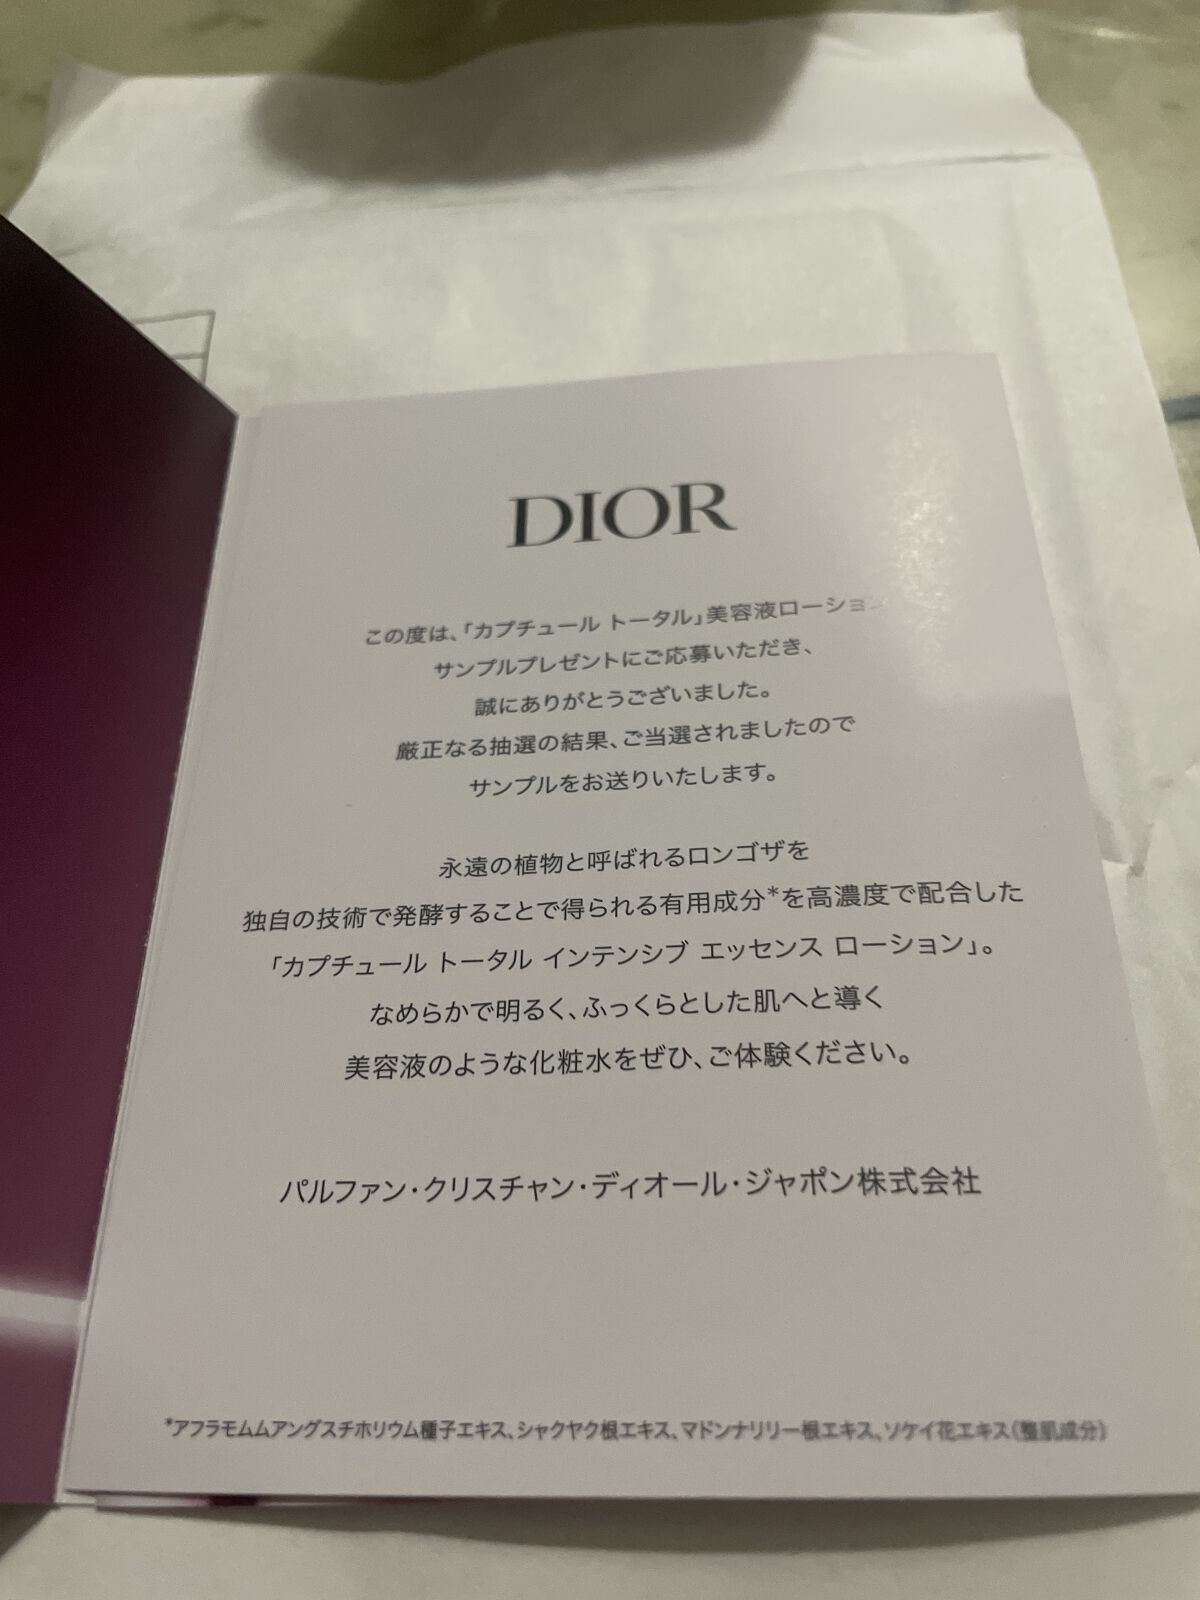 DIOR
この度は、「カプチュール トータル」美容液ローション
サンプルプレゼントにご応募いただき、
誠にありがとうございました。
厳正なる抽選の結果、ご当選されましたので
サンプルをお送りいたします。
永遠の植物と呼ばれるロンゴザを
独自の技術で発酵することで得られる有用成分*を高濃度で配合した
「カプチュール トータル インテンシブ エッセンス ローション」。
なめらかで明るく、ふっくらとした肌へと導く
美容液のような化粧水をぜひ、ご体験ください。
パルファン・クリスチャン・ディオール・ジャポン株式会社
*アフラモムムアングスチホリウム種子エキス、シャクヤク根エキス、マドンナリリー根エキス、ソケイ花エキス（整肌成分）